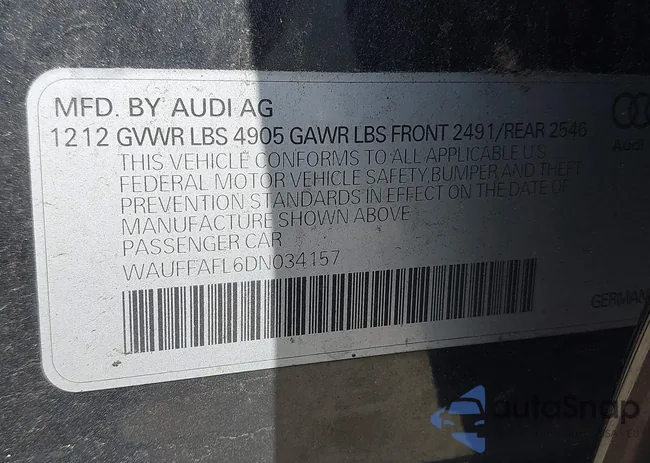 MFD. BY AUDI AG
1212 GVWR LBS 4905 GAWR LBS FRONT 2491/REAR 2546
THIS VEHICLE CONFORMS TO ALL APPLICABLE U.S.
FEDERAL MOTOR VEHICLE SAFETY, BUMPER AND THEFT
PREVENTION STANDARDS IN EFFECT ON THE DATE OF
MANUFACTURE SHOWN ABOVE
PASSENGER CAR
WAUFFAFL6DN034157
Audi
GERMAN
autoSnap